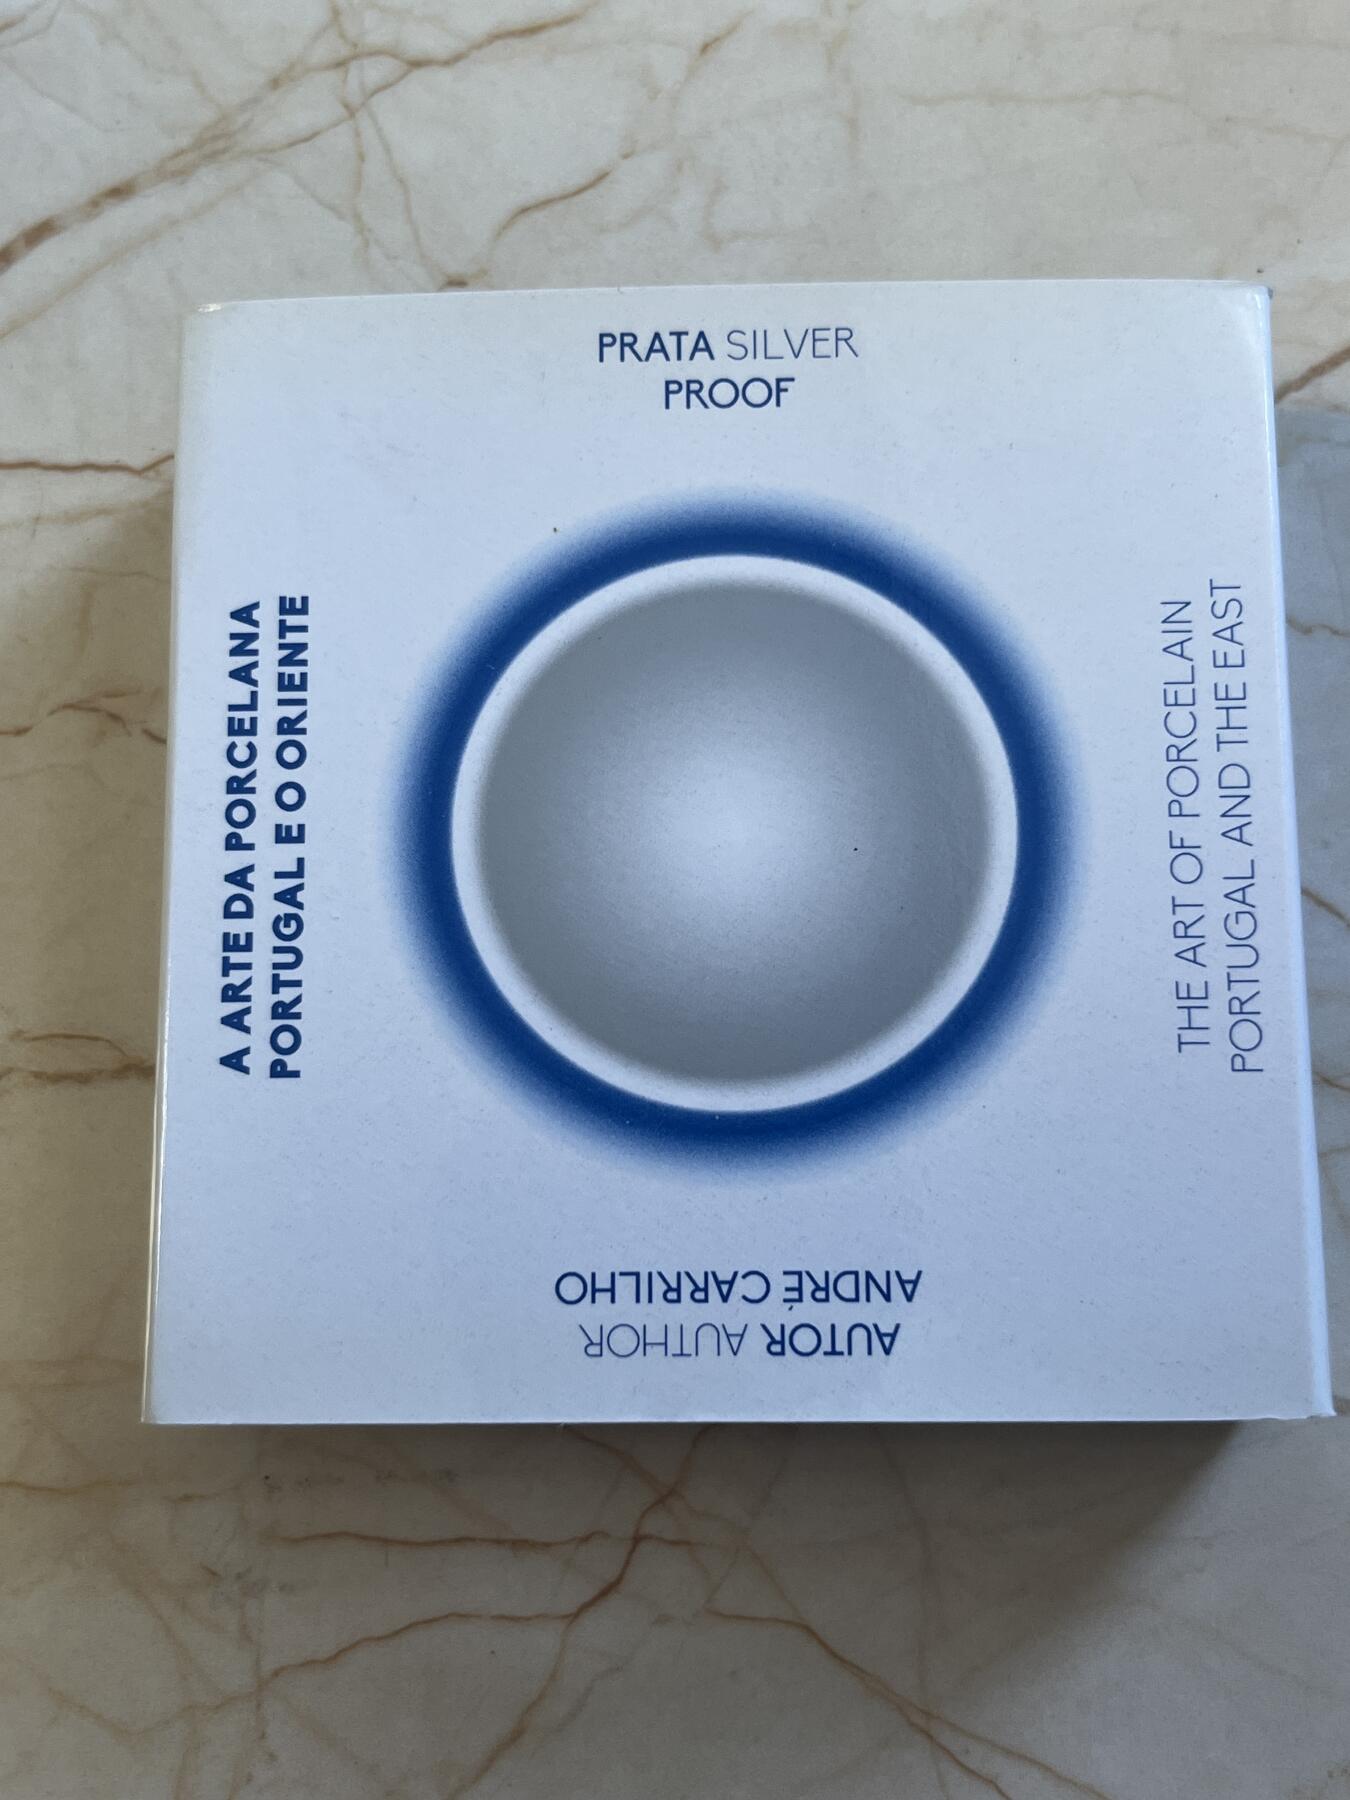 PRATA SILVER
PROOF
A ARTE DA PORCELANA
PORTUGAL E O ORIENTE
THE ART OF PORCELAIN
PORTUGAL AND THE EAST
AUTOR AUTHOR
ANDRÉ CARRILHO